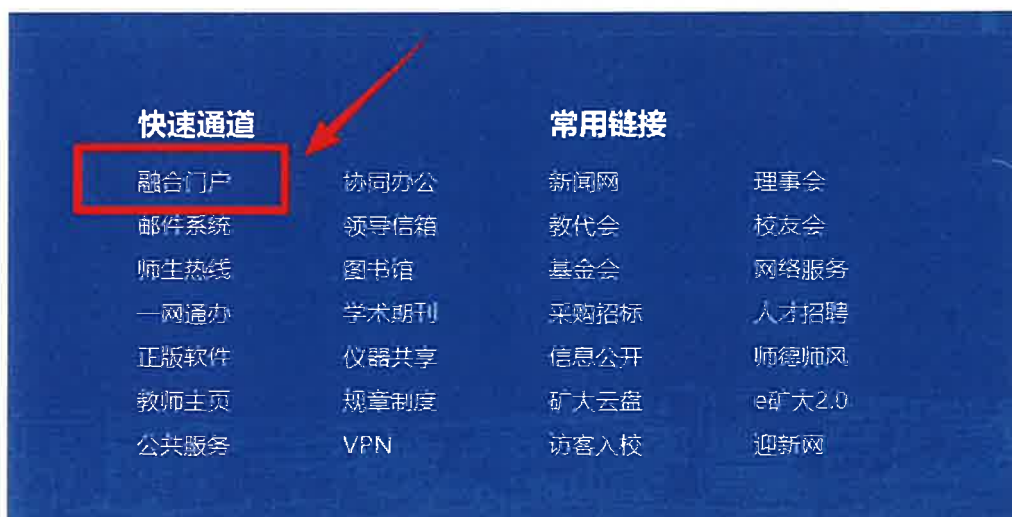 快速通道 常用链接
融合门户 协同办公 新闻网 理事会
邮件系统 领导信箱 教代会 校友会
师生热线 图书馆 基金会 网络服务
一网通办 学术期刊 采购招标 人才招聘
正版软件 仪器共享 信息公开 师德师风
教师主页 规章制度 矿大云盘 e矿大2.0
公共服务 VPN 访客入校 迎新网